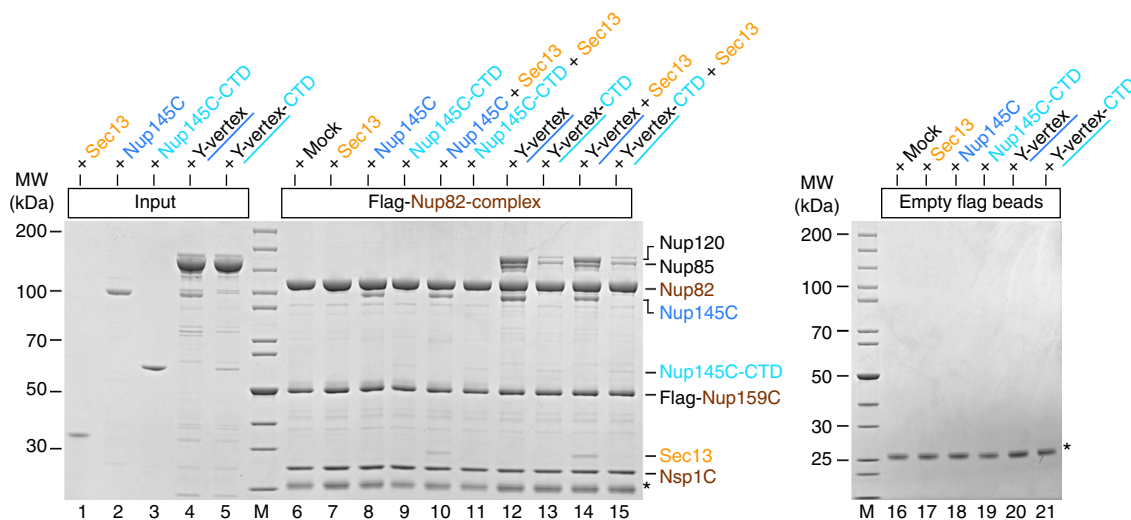 + Sec13
+ Nup145C
+ Nup145C-CTD
+ Y-vertex
+ Y-vertex-CTD
+ Mock
+ Sec13
+ Nup145C
+ Nup145C-CTD
+ Nup145C + Sec13
+ Nup145C-CTD + Sec13
+ Y-vertex
+ Y-vertex-CTD
+ Y-vertex + Sec13
+ Y-vertex-CTD + Sec13
MW
(kDa)
Input
Flag-Nup82-complex
200
100
70
50
30
Nup120
Nup85
Nup82
Nup145C
Nup145C-CTD
Flag-Nup159C
Sec13
Nsp1C
*
1 2 3 4 5 M 6 7 8 9 10 11 12 13 14 15
+ Mock
+ Sec13
+ Nup145C
+ Nup145C-CTD
+ Y-vertex
+ Y-vertex-CTD
MW
(kDa)
Empty flag beads
200
100
70
50
30
25
*
M 16 17 18 19 20 21